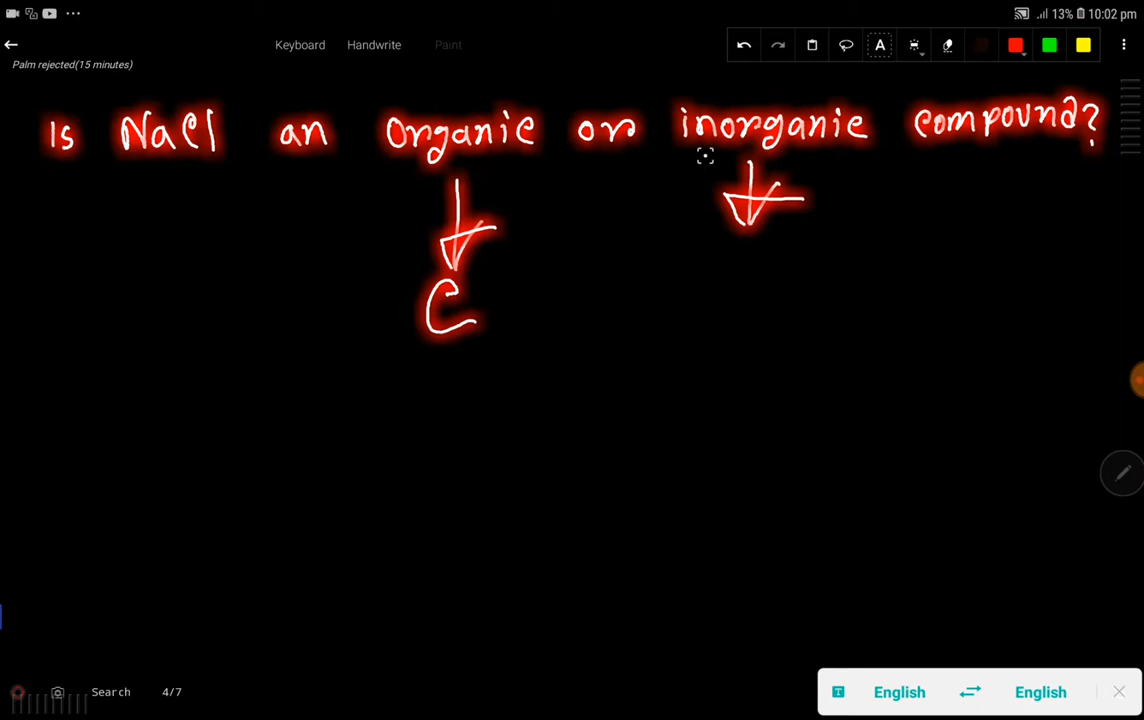 10:02 pm
13%
Keyboard Handwrite Paint
A
Palm rejected(15 minutes)
Is NaCl an Organic or inorganic compound?
C
Search 4/7
T English English